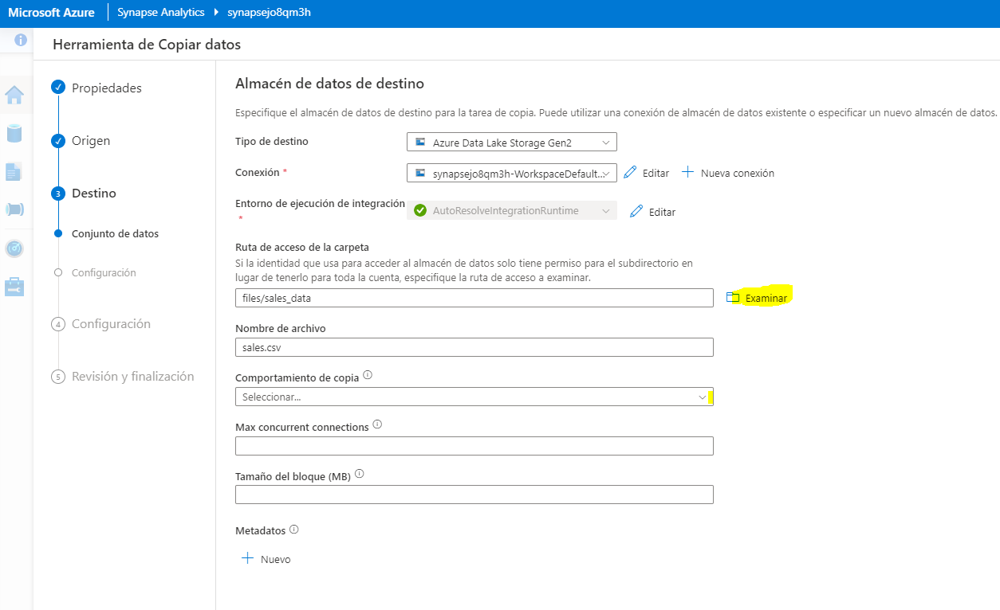 Microsoft Azure
Synapse Analytics
synapsejo8qm3h
Herramienta de Copiar datos
Propiedades
Origen
3 Destino
Conjunto de datos
Configuración
4 Configuración
5 Revisión y finalización
Almacén de datos de destino
Especifique el almacén de datos de destino para la tarea de copia. Puede utilizar una conexión de almacén de datos existente o especificar un nuevo almacén de datos.
Tipo de destino
Azure Data Lake Storage Gen2
Conexión *
synapsejo8qm3h-WorkspaceDefault...
Editar
Nueva conexión
Entorno de ejecución de integración
*
AutoResolveIntegrationRuntime
Editar
Ruta de acceso de la carpeta
Si la identidad que usa para acceder al almacén de datos solo tiene permiso para el subdirectorio en
lugar de tenerlo para toda la cuenta, especifique la ruta de acceso a examinar.
files/sales_data
Examinar
Nombre de archivo
sales.csv
Comportamiento de copia
Seleccionar...
Max concurrent connections
Tamaño del bloque (MB)
Metadatos
Nuevo